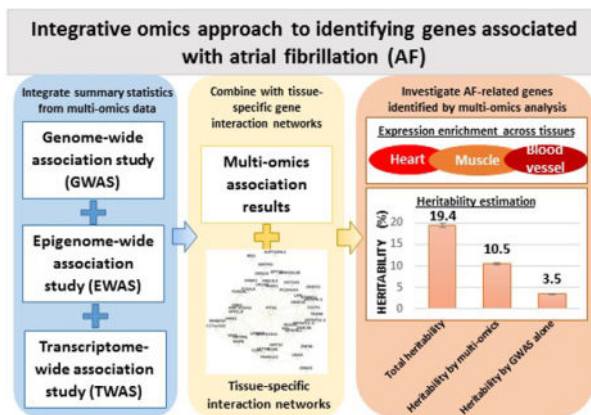 Integrative omics approach to identifying genes associated
with atrial fibrillation (AF)
Integrate summary statistics
from multi-omics data
Genome-wide
association study
(GWAS)
Epigenome-wide
association
study (EWAS)
Transcriptome-
wide association
study (TWAS)
Combine with tissue-
specific gene
interaction networks
Multi-omics
association
results
Tissue-specific
interaction networks
Investigate AF-related genes
identified by multi-omics analysis
Expression enrichment across tissues
Heart
Muscle
Blood
vessel
Heritability estimation
HERITABILITY (%)
20
15
10
5
0
19.4
10.5
3.5
Total heritability
Heritability by multi-omics
Heritability by GWAS alone